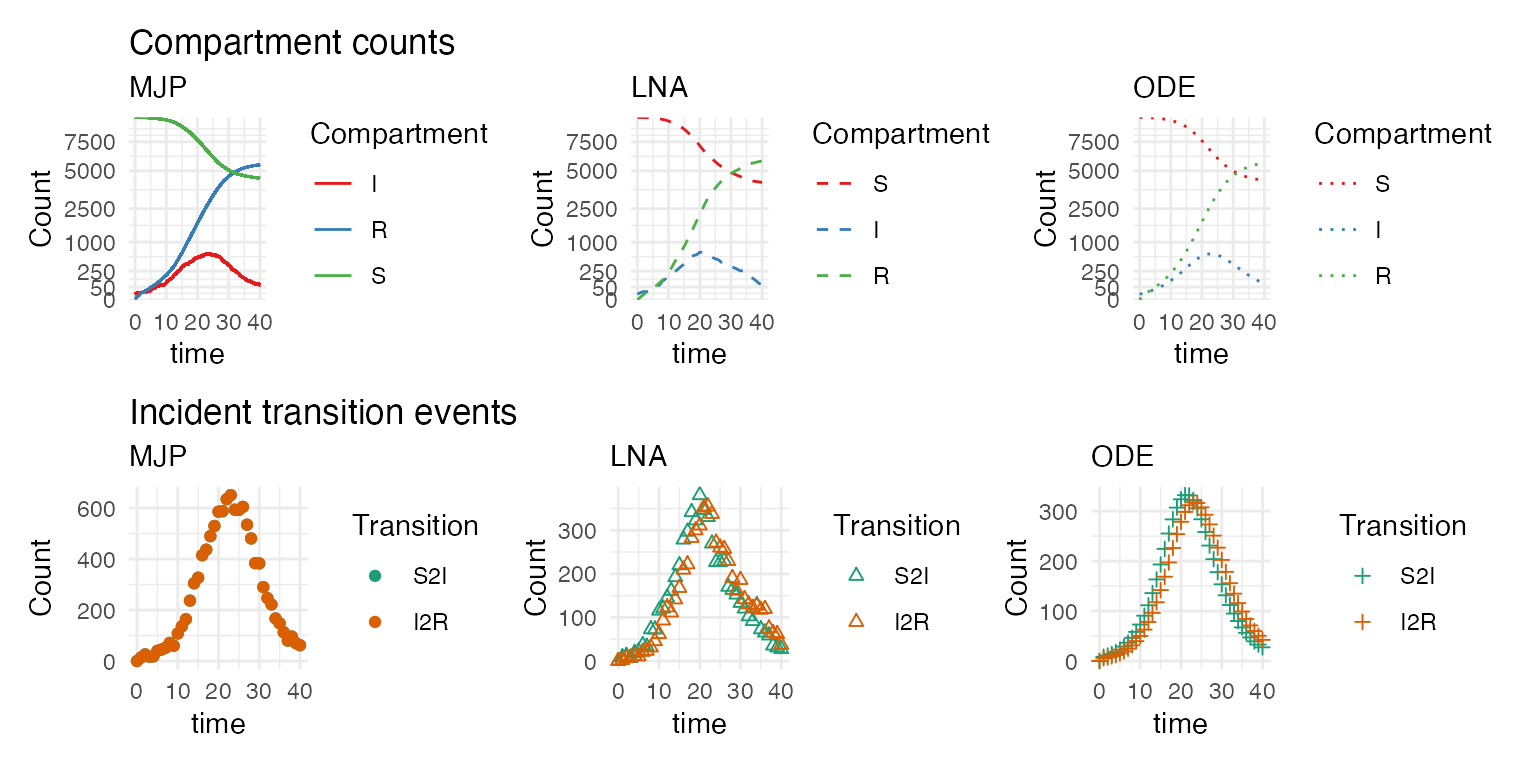 Compartment counts
MJP
7500
5000
2500
1000
250
50
0
Count
0 10 20 30 40
time
Compartment
I
R
S
LNA
7500
5000
2500
1000
250
50
0
Count
0 10 20 30 40
time
Compartment
S
I
R
ODE
7500
5000
2500
1000
250
50
0
Count
0 10 20 30 40
time
Compartment
S
I
R
Incident transition events
MJP
600
400
200
0
Count
0 10 20 30 40
time
Transition
S2I
I2R
LNA
300
200
100
0
Count
0 10 20 30 40
time
Transition
S2I
I2R
ODE
300
200
100
0
Count
0 10 20 30 40
time
Transition
S2I
I2R